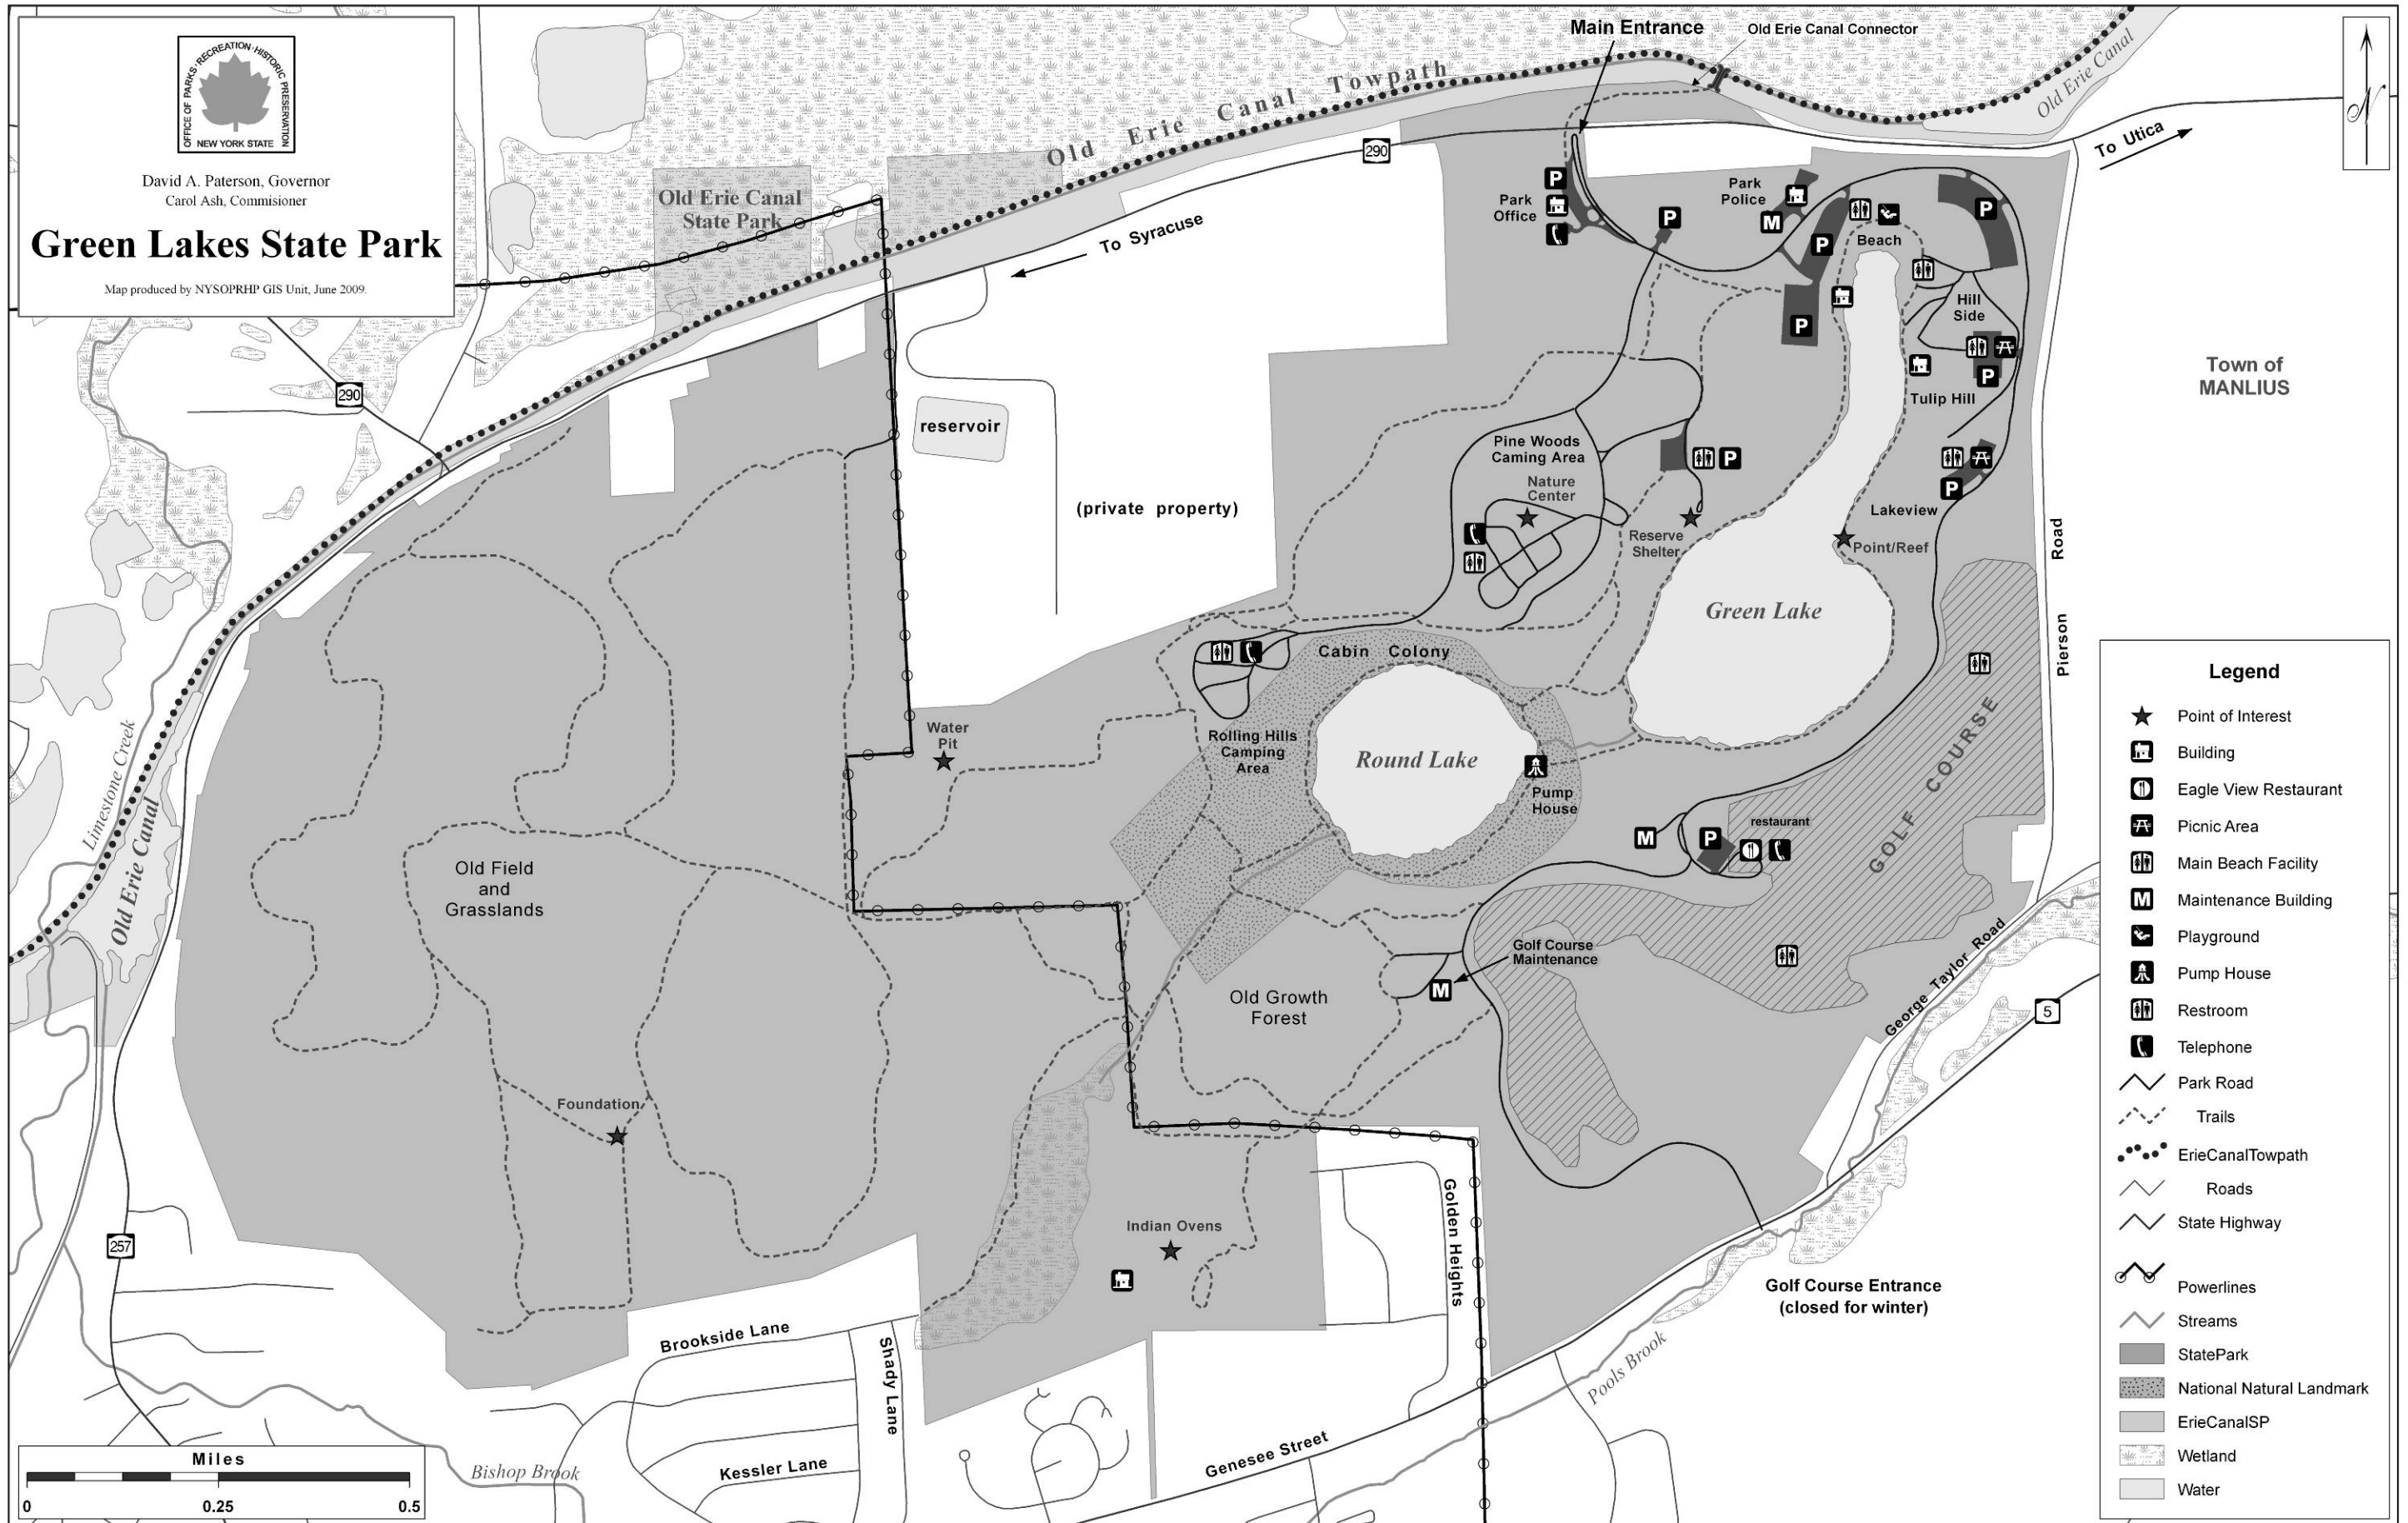 OFFICE OF PARKS·RECREATION·HISTORIC PRESERVATION
NEW YORK STATE
David A. Paterson, Governor
Carol Ash, Commisioner
Green Lakes State Park
Map produced by NYSOPRHP GIS Unit, June 2009.
Main Entrance
Old Erie Canal Connector
Old Erie Canal Towpath
Old Erie Canal
To Utica
N
290
To Syracuse
Old Erie Canal
State Park
P
Park
Office
P
Park
Police
M
P
Beach
P
P
Hill
Side
P
Tulip Hill
Town of
MANLIUS
290
reservoir
(private property)
Pine Woods
Caming Area
Nature
Center
P
Reserve
Shelter
P
Lakeview
Point/Reef
Pierson Road
Green Lake
Cabin Colony
Rolling Hills
Camping
Area
Round Lake
Pump
House
Water
Pit
M
P
restaurant
GOLF COURSE
Limestone Creek
Old Erie Canal
Old Field
and
Grasslands
Golf Course
Maintenance
M
Old Growth
Forest
George Taylor Road
5
Foundation
Indian Ovens
Golden Heights
257
Golf Course Entrance
(closed for winter)
Brookside Lane
Shady Lane
Kessler Lane
Genesee Street
Pools Brook
Bishop Brook
Miles
0 0.25 0.5
Legend
Point of Interest
Building
Eagle View Restaurant
Picnic Area
Main Beach Facility
M Maintenance Building
Playground
Pump House
Restroom
Telephone
Park Road
Trails
ErieCanalTowpath
Roads
State Highway
Powerlines
Streams
StatePark
National Natural Landmark
ErieCanalSP
Wetland
Water